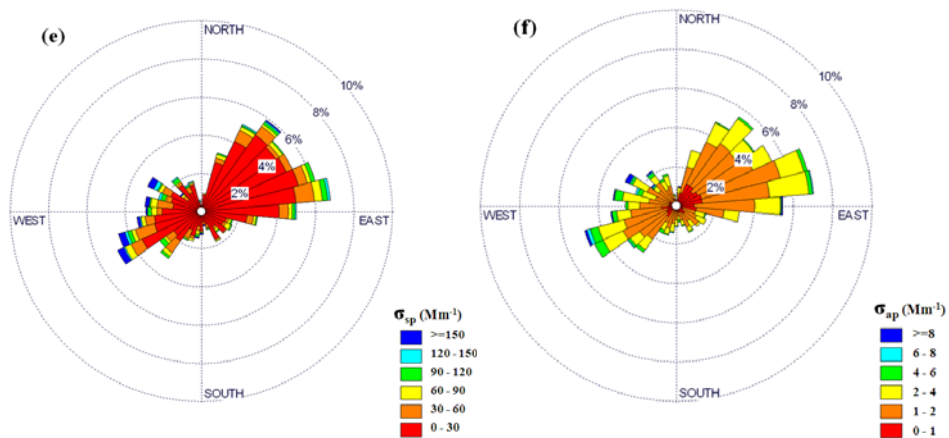 (e)
NORTH
10%
8%
6%
4%
2%
WEST
EAST
SOUTH
σsp (Mm-1)
>=150
120 - 150
90 - 120
60 - 90
30 - 60
0 - 30
(f)
NORTH
10%
8%
6%
4%
2%
WEST
EAST
SOUTH
σap (Mm-1)
>=8
6 - 8
4 - 6
2 - 4
1 - 2
0 - 1